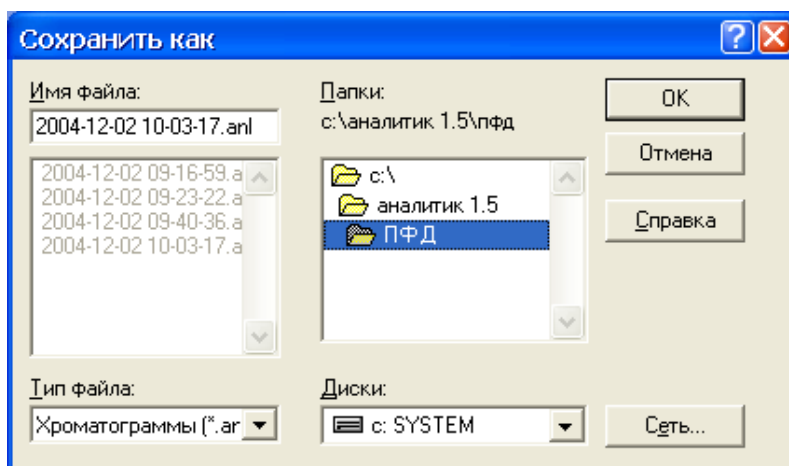 Сохранить как
Имя файла:
2004-12-02 10-03-17.anl
2004-12-02 09-16-59.a
2004-12-02 09-23-22.a
2004-12-02 09-40-36.a
2004-12-02 10-03-17.a
Тип файла:
Хроматограммы (*.ar
Папки:
c:\аналитик 1.5\пфд
c:\
аналитик 1.5
ПФД
Диски:
c: SYSTEM
OK
Отмена
Справка
Сеть...